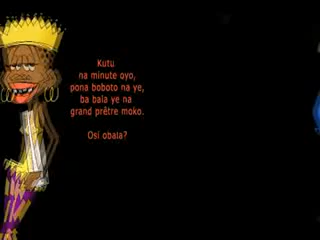 Kutu
na minute oyo,
pona boboto na ye,
ba bala ye na
grand prêtre moko.
Osi obala?